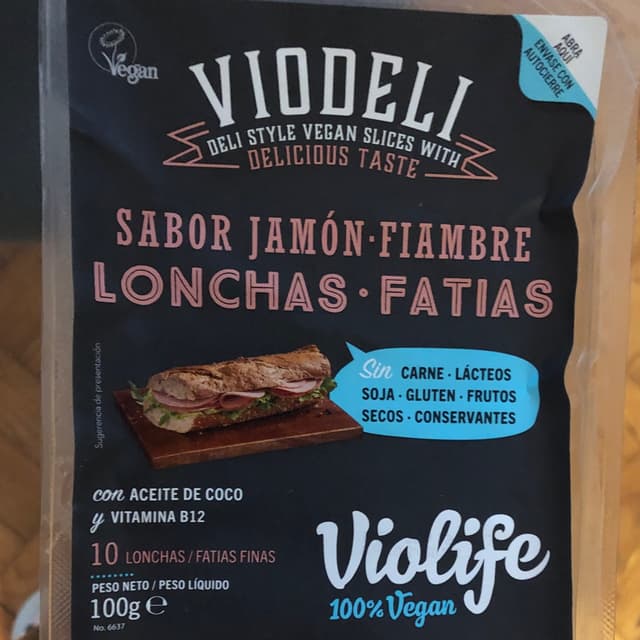 Vegan
ABRA
AQUÍ
ENVASE CON
AUTOCIERRE
VIODELI
DELI STYLE VEGAN SLICES WITH
DELICIOUS TASTE
SABOR JAMÓN·FIAMBRE
LONCHAS·FATIAS
Sugerencia de presentación
Sin CARNE · LÁCTEOS
SOJA · GLUTEN · FRUTOS
SECOS · CONSERVANTES
con ACEITE DE COCO
y VITAMINA B12
10 LONCHAS / FATIAS FINAS
PESO NETO / PESO LÍQUIDO
100g e
No. 6637
Violife
100% Vegan